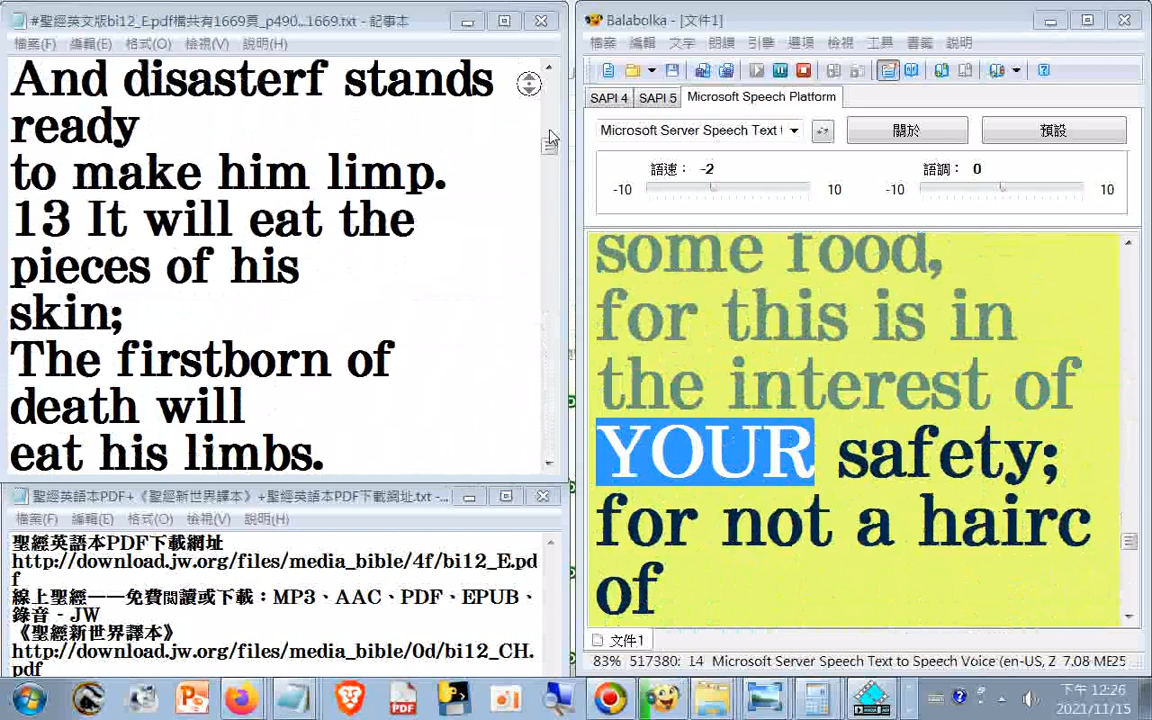 #聖經英文版bi12_Epdf檔共有1669頁_p490...1669.txt - 記事本
檔案(F) 編輯(E) 格式(O) 檢視(V) 說明(H)
And disasterf stands
ready
to make him limp.
13 It will eat the
pieces of his
skin;
The firstborn of
death will
eat his limbs.
聖經英語本PDF+《聖經新世界譯本》+聖經英語本PDF下載網址.txt - ...
檔案(F) 編輯(E) 格式(O) 檢視(V) 說明(H)
聖經英語本PDF下載網址
http://download.jw.org/files/media_bible/4f/bi12_E.pd
f
線上聖經——免費閱讀或下載：MP3、AAC、PDF、EPUB、
錄音 - JW
《聖經新世界譯本》
http://download.jw.org/files/media_bible/0d/bi12_CH.
pdf
Balabolka - [文件1]
檔案 編輯 文字 朗讀 引擎 選項 檢視 工具 書籤 說明
SAPI 4 SAPI 5 Microsoft Speech Platform
Microsoft Server Speech Text 關於 預設
語速： -2 語調： 0
-10 10 -10 10
some food,
for this is in
the interest of
YOUR safety;
for not a hairc
of
文件1
83% 517380: 14 Microsoft Server Speech Text to Speech Voice (en-US, Z 7.08 ME25
下午 12:26
2021/11/15